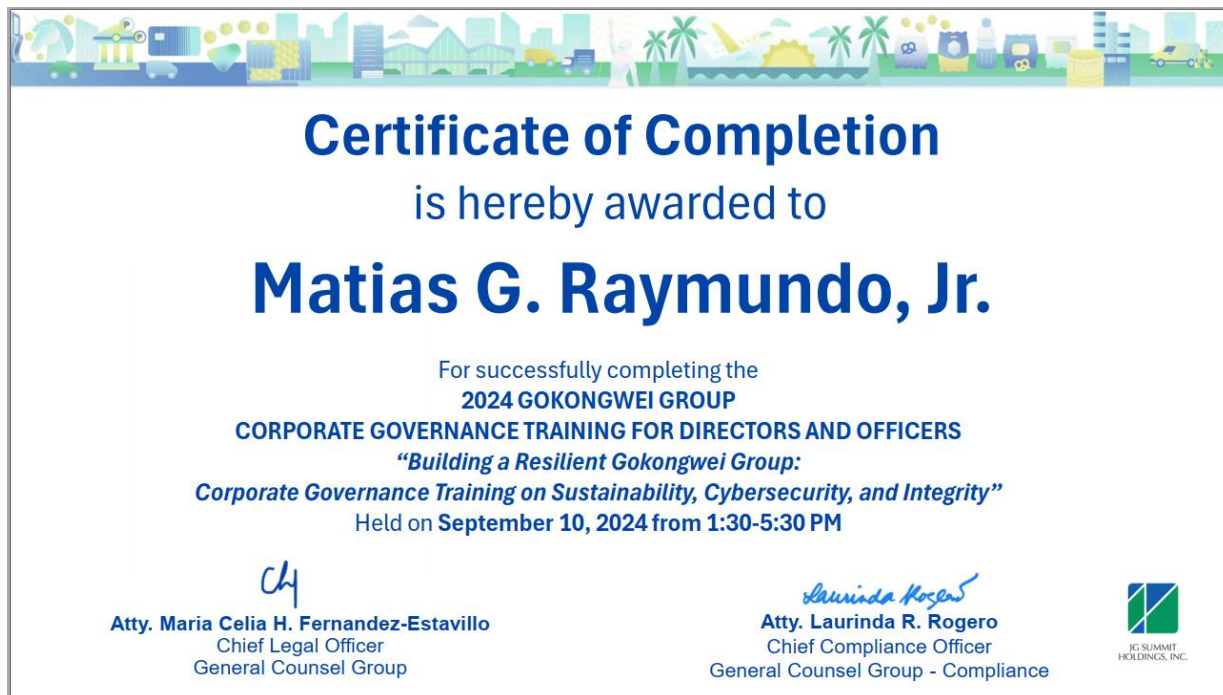 Certificate of Completion
is hereby awarded to
Matias G. Raymundo, Jr.
For successfully completing the
2024 GOKONGWEI GROUP
CORPORATE GOVERNANCE TRAINING FOR DIRECTORS AND OFFICERS
“Building a Resilient Gokongwei Group:
Corporate Governance Training on Sustainability, Cybersecurity, and Integrity”
Held on September 10, 2024 from 1:30-5:30 PM
Atty. Maria Celia H. Fernandez-Estavillo
Chief Legal Officer
General Counsel Group
Laurinda Rogero
Atty. Laurinda R. Rogero
Chief Compliance Officer
General Counsel Group - Compliance
JG SUMMIT
HOLDINGS, INC.